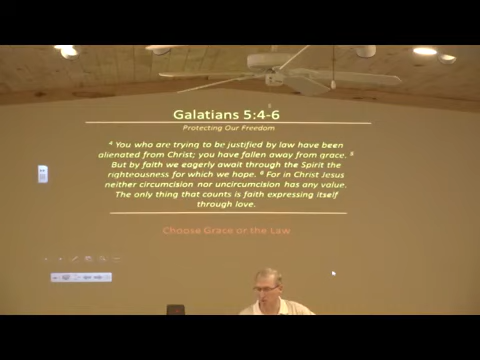 Galatians 5:4-6
Protecting Our Freedom
4 You who are trying to be justified by law have been
alienated from Christ; you have fallen away from grace. 5
But by faith we eagerly await through the Spirit the
righteousness for which we hope. 6 For in Christ Jesus
neither circumcision nor uncircumcision has any value.
The only thing that counts is faith expressing itself
through love.
Choose Grace or the Law